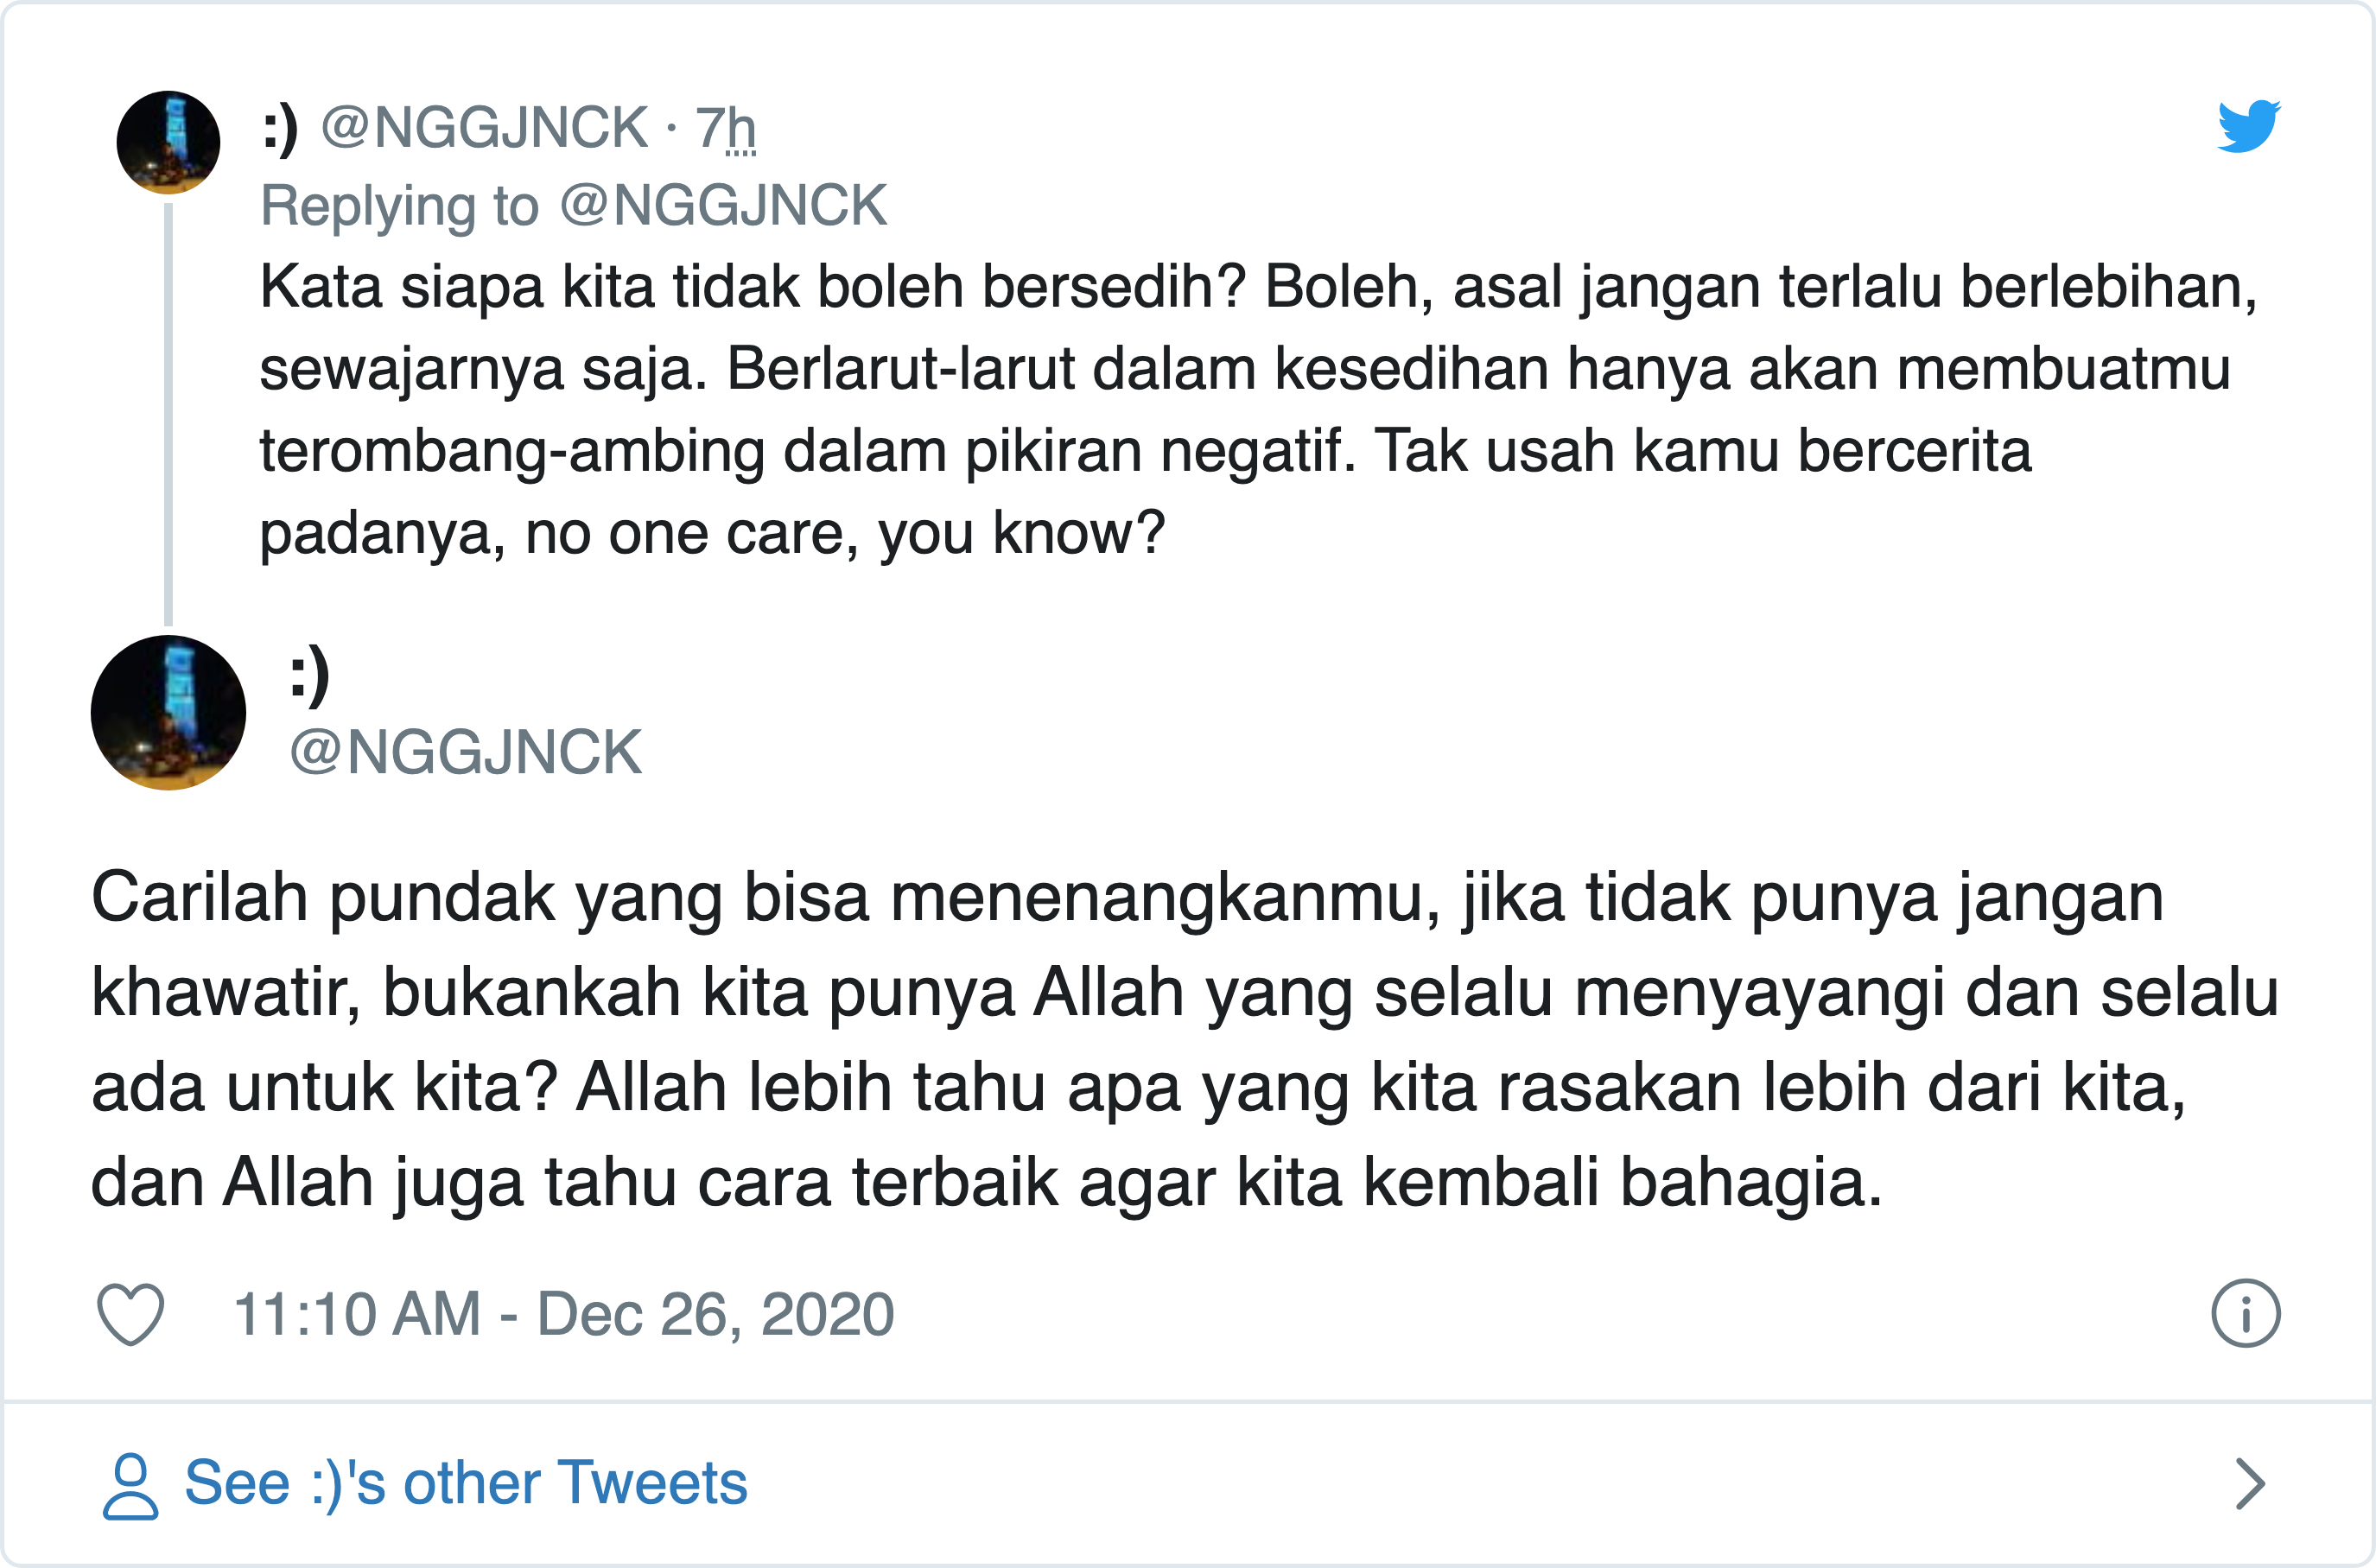 :) @NGGJNCK · 7h
Replying to @NGGJNCK
Kata siapa kita tidak boleh bersedih? Boleh, asal jangan terlalu berlebihan,
sewajarnya saja. Berlarut-larut dalam kesedihan hanya akan membuatmu
terombang-ambing dalam pikiran negatif. Tak usah kamu bercerita
padanya, no one care, you know?
:)
@NGGJNCK
Carilah pundak yang bisa menenangkanmu, jika tidak punya jangan
khawatir, bukankah kita punya Allah yang selalu menyayangi dan selalu
ada untuk kita? Allah lebih tahu apa yang kita rasakan lebih dari kita,
dan Allah juga tahu cara terbaik agar kita kembali bahagia.
11:10 AM - Dec 26, 2020
See :)'s other Tweets